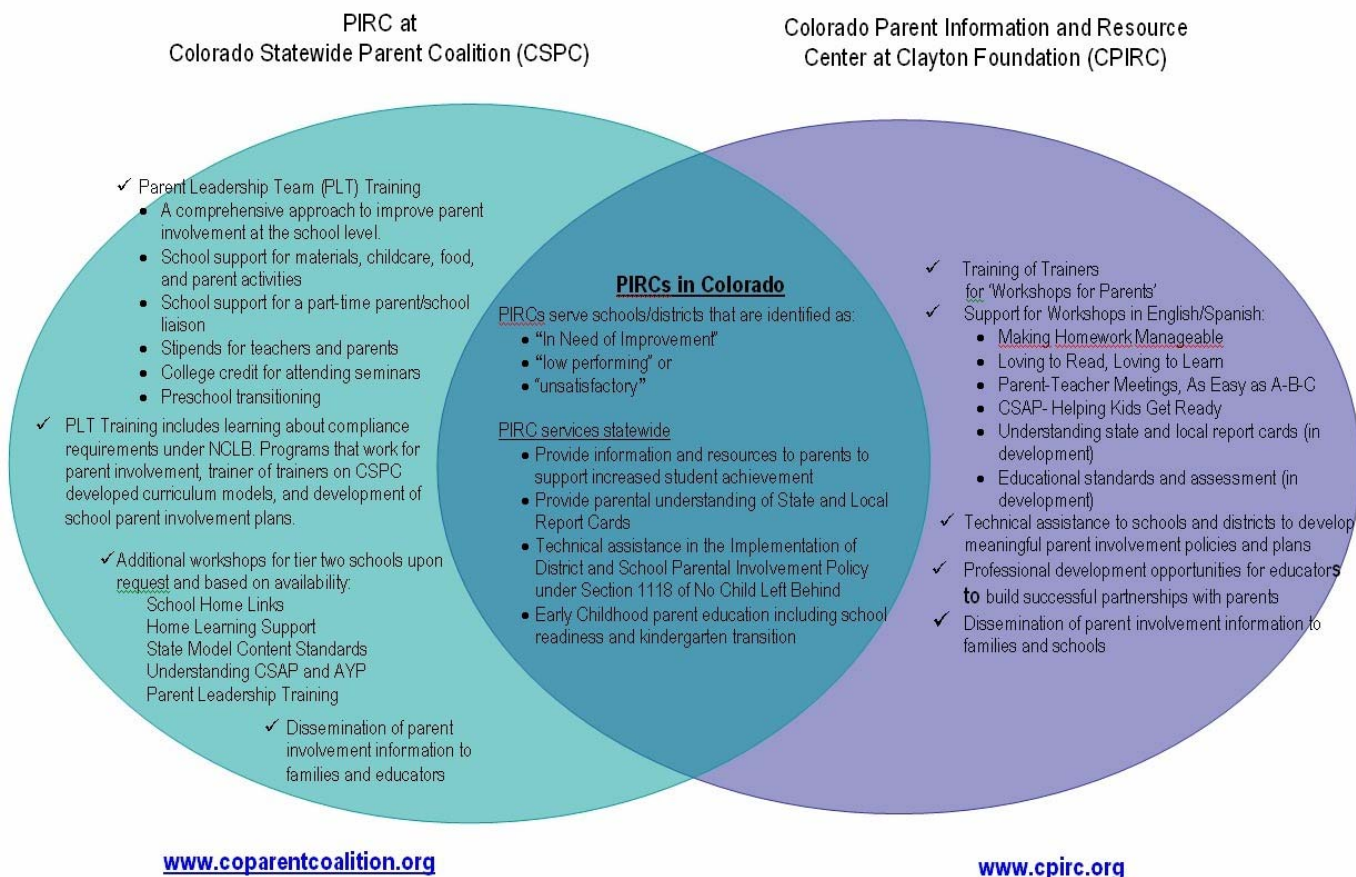 PIRC at
Colorado Statewide Parent Coalition (CSPC)
Colorado Parent Information and Resource
Center at Clayton Foundation (CPIRC)
✓ Parent Leadership Team (PLT) Training
• A comprehensive approach to improve parent
involvement at the school level.
• School support for materials, childcare, food,
and parent activities
• School support for a part-time parent/school
liaison
• Stipends for teachers and parents
• College credit for attending seminars
• Preschool transitioning
✓ PLT Training includes learning about compliance
requirements under NCLB. Programs that work for
parent involvement, trainer of trainers on CSPC
developed curriculum models, and development of
school parent involvement plans.
✓ Additional workshops for tier two schools upon
request and based on availability:
School Home Links
Home Learning Support
State Model Content Standards
Understanding CSAP and AYP
Parent Leadership Training
✓ Dissemination of parent
involvement information to
families and educators
PIRCs in Colorado
PIRCs serve schools/districts that are identified as:
• "In Need of Improvement"
• "low performing" or
• "unsatisfactory"
PIRC services statewide
• Provide information and resources to parents to
support increased student achievement
• Provide parental understanding of State and Local
Report Cards
• Technical assistance in the Implementation of
District and School Parental Involvement Policy
under Section 1118 of No Child Left Behind
• Early Childhood parent education including school
readiness and kindergarten transition
✓ Training of Trainers
for 'Workshops for Parents'
✓ Support for Workshops in English/Spanish:
• Making Homework Manageable
• Loving to Read, Loving to Learn
• Parent-Teacher Meetings, As Easy as A-B-C
• CSAP- Helping Kids Get Ready
• Understanding state and local report cards (in
development)
• Educational standards and assessment (in
development)
✓ Technical assistance to schools and districts to develop
meaningful parent involvement policies and plans
✓ Professional development opportunities for educators
to build successful partnerships with parents
✓ Dissemination of parent involvement information to
families and schools
www.coparentcoalition.org
www.cpirc.org